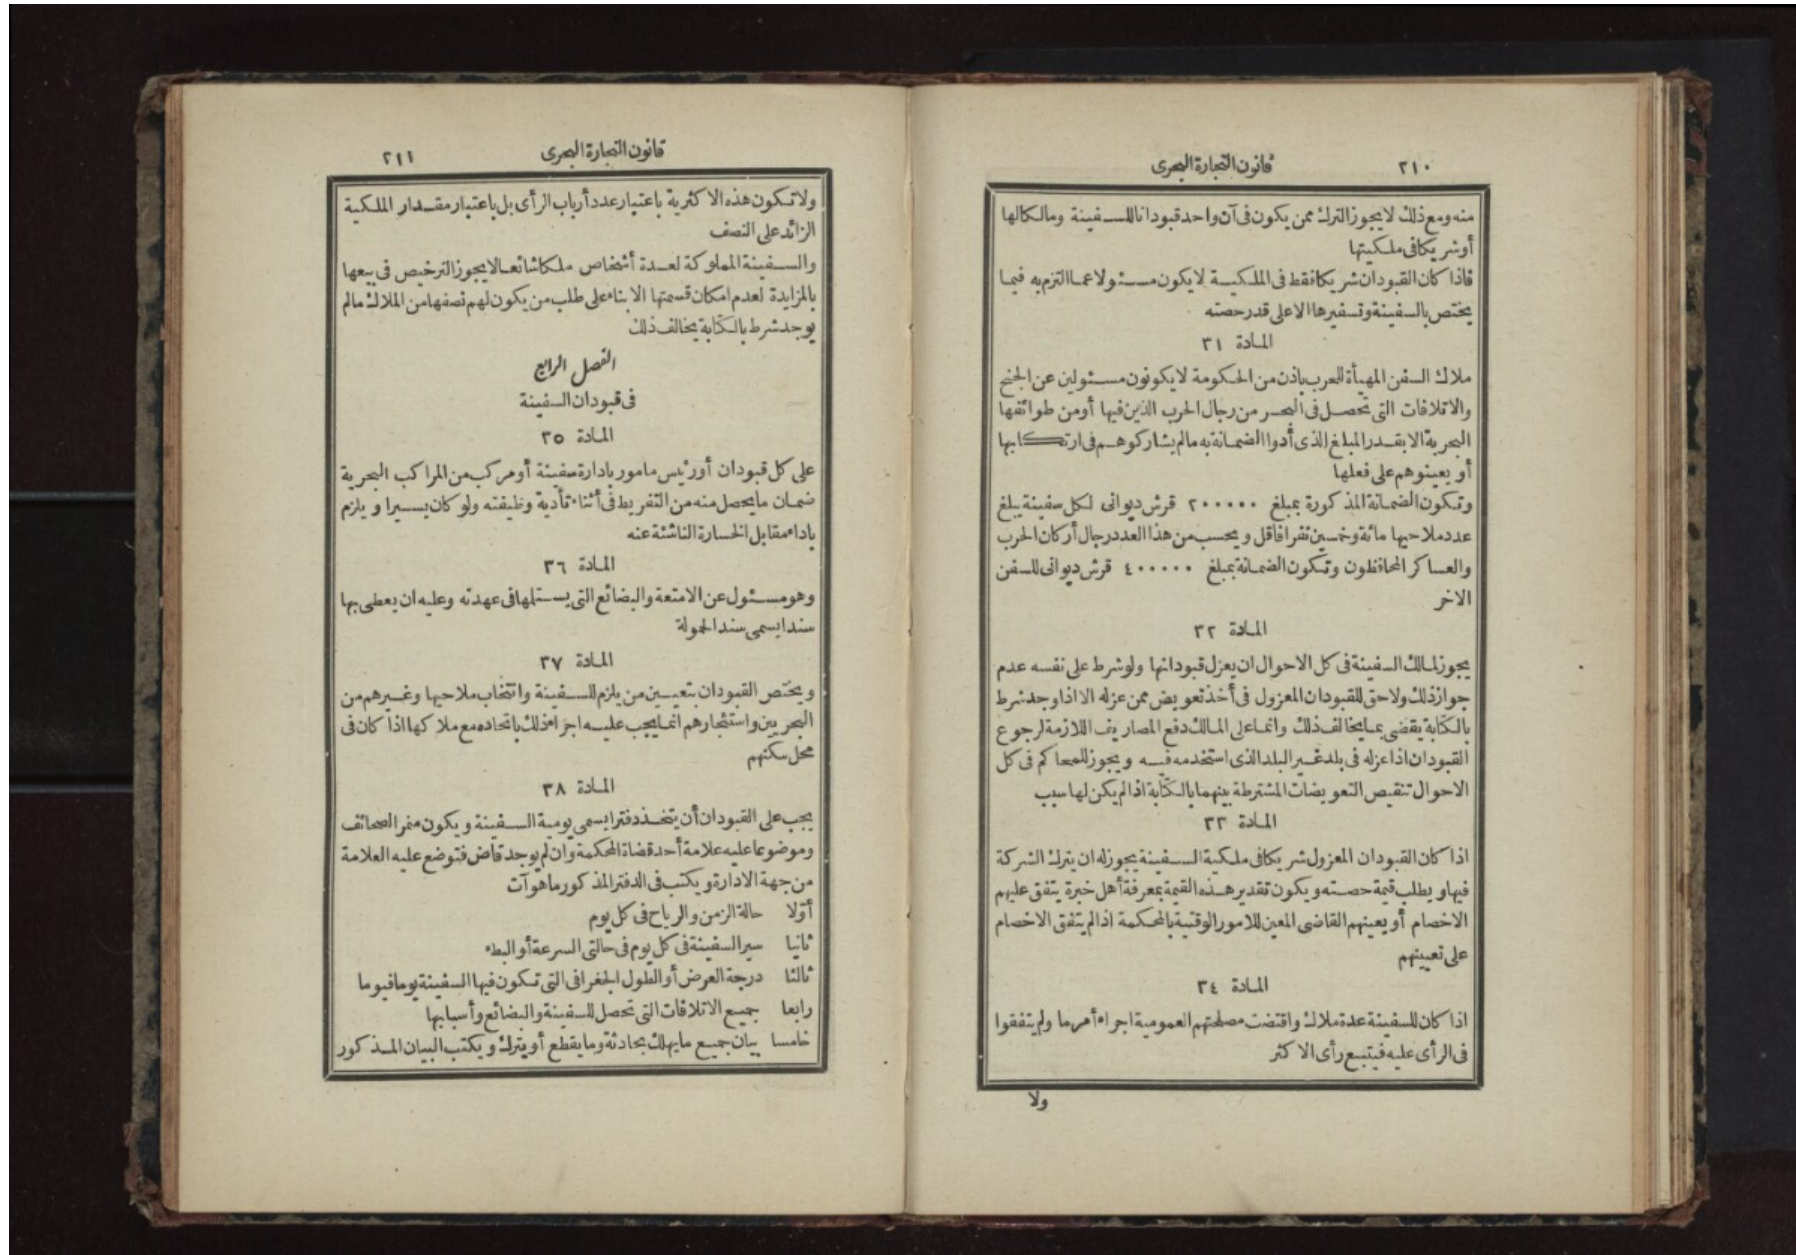 ٢١٠ قانون التجارة البحرى
منه ومع ذلك لا يجوز الترك ممن يكون فى آن واحد قبودانا للسفينة ومالكا لها
أو شريكا فى ملكيتها
فاذا كان القبودان شريكا فقط فى الملكية لا يكون مسئولا عما التزم به فيما
يختص بالسفينة وتسفيرها الا على قدر حصته
المادة ٣١
ملاك السفن المهيأة للحرب باذن من الحكومة لا يكونون مسئولين عن الجنح
والاتلافات التى تحصل فى البحر من رجال الحرب الذين فيها أو من طوائفها
البحرية الا بقدر المبلغ الذى أدوا الضمانة به مالم يشاركوهم فى ارتكابها
أو يعينوهم على فعلها
وتكون الضمانة المذكورة بمبلغ ٢٠٠٠٠٠ قرش ديوانى لكل سفينة يبلغ
عدد ملاحيها مائة وخمسين نفرا فاقل ويحسب من هذا العدد رجال أركان الحرب
والعساكر المحافظون وتكون الضمانة بمبلغ ٤٠٠٠٠٠ قرش ديوانى للسفن
الاخر
المادة ٣٢
يجوز لمالك السفينة فى كل الاحوال ان يعزل قبودانها ولو شرط على نفسه عدم
جواز ذلك ولا حق للقبودان المعزول فى أخذ تعويض ممن عزله الا اذا وجد شرط
بالكتابة يقضى بما يخالف ذلك وانما على المالك دفع المصاريف اللازمة لرجوع
القبودان اذا عزله فى بلد غير البلد الذى استخدمه فيه ويجوز للمحاكم فى كل
الاحوال تنقيص التعويضات المشترطة بينهما بالكتابة اذا لم يكن لها سبب
المادة ٣٣
اذا كان القبودان المعزول شريكا فى ملكية السفينة يجوز له ان يترك الشركة
فيها ويطلب قيمة حصته ويكون تقدير هذه القيمة بمعرفة أهل خبرة يتفق عليهم
الاخصام أو يعينهم القاضى المعين للامور الوقتية بالمحكمة اذا لم يتفق الاخصام
على تعيينهم
المادة ٣٤
اذا كان للسفينة عدة ملاك واقتضت مصلحتهم العمومية اجراء أمر ما ولم يتفقوا
فى الرأى عليه فيتبع رأى الاكثر
ولا
قانون التجارة البحرى ٢١١
ولا تكون هذه الاكثرية باعتبار عدد أرباب الرأى بل باعتبار مقدار الملكية
الزائد على النصف
والسفينة المملوكة لعدة أشخاص ملكا شائعا لا يجوز الترخيص فى بيعها
بالمزايدة لعدم امكان قسمتها الا بناء على طلب من يكون لهم نصفها من الملاك مالم
يوجد شرط بالكتابة يخالف ذلك
الفصل الرابع
فى قبودان السفينة
المادة ٣٥
على كل قبودان أو رئيس مامور بادارة سفينة أو مركب من المراكب البحرية
ضمان ما يحصل منه من التفريط فى أثناء تأدية وظيفته ولو كان يسيرا ويلزم
باداء مقابل الخسارة الناشئة عنه
المادة ٣٦
وهو مسئول عن الامتعة والبضائع التى يستلمها فى عهدته وعليه ان يعطى بها
سندا يسمى سند الحمولة
المادة ٣٧
ويختص القبودان بتعيين من يلزم للسفينة وانتخاب ملاحيها وغيرهم من
البحريين واستئجارهم انما يجب عليه اجراء ذلك باتحاده مع ملاكها اذا كان فى
محل سكنهم
المادة ٣٨
يجب على القبودان أن يتخذ دفترا يسمى يومية السفينة ويكون منمر الصحائف
وموضوعا عليه علامة أحد قضاة المحكمة وان لم يوجد قاض فتوضع عليه العلامة
من جهة الادارة ويكتب فى الدفتر المذكور ما هو آت
أوّلا حالة الزمن والرياح فى كل يوم
ثانيا سير السفينة فى كل يوم فى حالتى السرعة أو البطء
ثالثا درجة العرض أو الطول الجغرافى التى تكون فيها السفينة يوما فيوما
رابعا جميع الاتلافات التى تحصل للسفينة والبضائع وأسبابها
خامسا بيان جميع ما يهلك بحادثة وما يقطع أو يترك ويكتب البيان المذكور